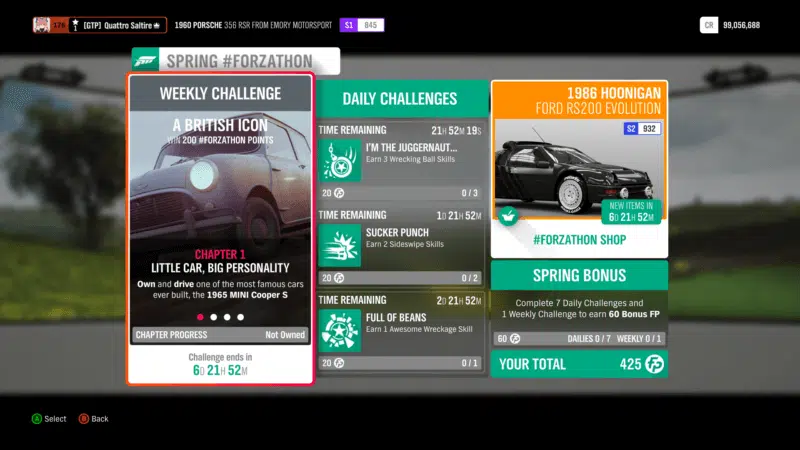 176 [GTP] Quattro Saltire
1960 PORSCHE 356 RSR FROM EMORY MOTORSPORT S1 845
CR 99,056,688
SPRING #FORZATHON
WEEKLY CHALLENGE
A BRITISH ICON
WIN 200 #FORZATHON POINTS
CHAPTER 1
LITTLE CAR, BIG PERSONALITY
Own and drive one of the most famous cars
ever built, the 1965 MINI Cooper S
CHAPTER PROGRESS Not Owned
Challenge ends in
6D 21H 52M
DAILY CHALLENGES
TIME REMAINING 21H 52M 19S
I'M THE JUGGERNAUT...
Earn 3 Wrecking Ball Skills
20 0 / 3
TIME REMAINING 1D 21H 52M
SUCKER PUNCH
Earn 2 Sideswipe Skills
20 0 / 2
TIME REMAINING 2D 21H 52M
FULL OF BEANS
Earn 1 Awesome Wreckage Skill
20 0 / 1
1986 HOONIGAN
FORD RS200 EVOLUTION
S2 932
NEW ITEMS IN
6D 21H 52M
#FORZATHON SHOP
SPRING BONUS
Complete 7 Daily Challenges and
1 Weekly Challenge to earn 60 Bonus FP
60 DAILIES 0 / 7 WEEKLY 0 / 1
YOUR TOTAL 425
A Select B Back